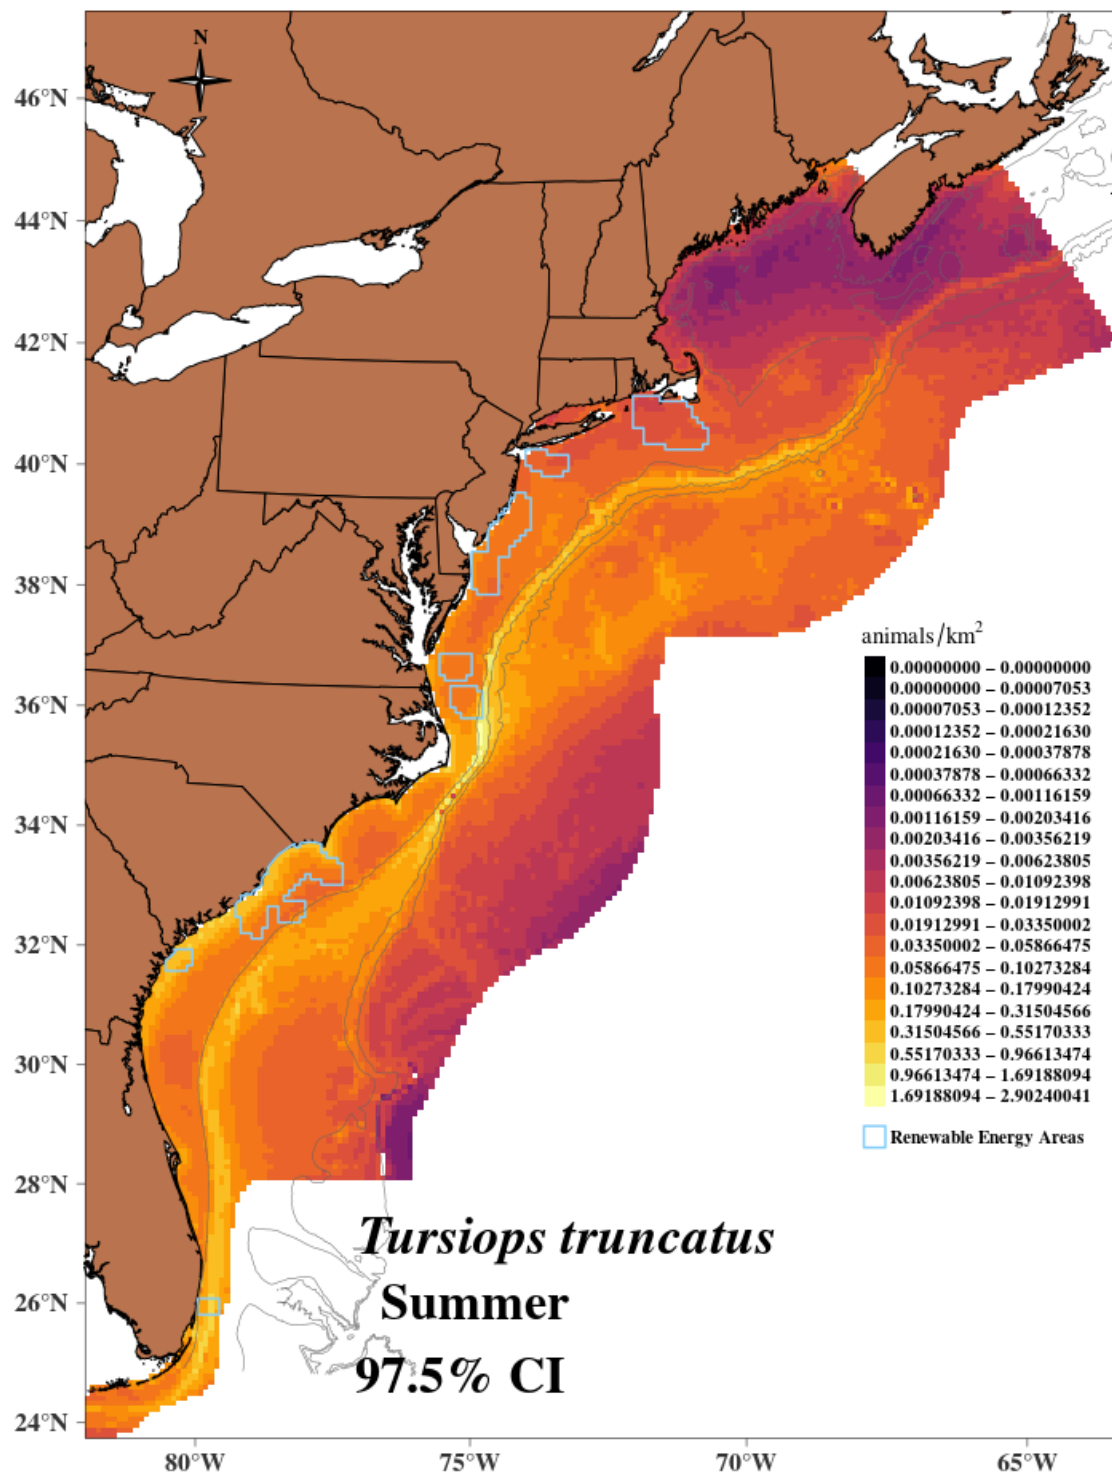 N
46°N
44°N
42°N
40°N
38°N
36°N
34°N
32°N
30°N
28°N
26°N
24°N
80°W
75°W
70°W
65°W
animals/km²
0.00000000 – 0.00000000
0.00000000 – 0.00007053
0.00007053 – 0.00012352
0.00012352 – 0.00021630
0.00021630 – 0.00037878
0.00037878 – 0.00066332
0.00066332 – 0.00116159
0.00116159 – 0.00203416
0.00203416 – 0.00356219
0.00356219 – 0.00623805
0.00623805 – 0.01092398
0.01092398 – 0.01912991
0.01912991 – 0.03350002
0.03350002 – 0.05866475
0.05866475 – 0.10273284
0.10273284 – 0.17990424
0.17990424 – 0.31504566
0.31504566 – 0.55170333
0.55170333 – 0.96613474
0.96613474 – 1.69188094
1.69188094 – 2.90240041
Renewable Energy Areas
Tursiops truncatus
Summer
97.5% CI